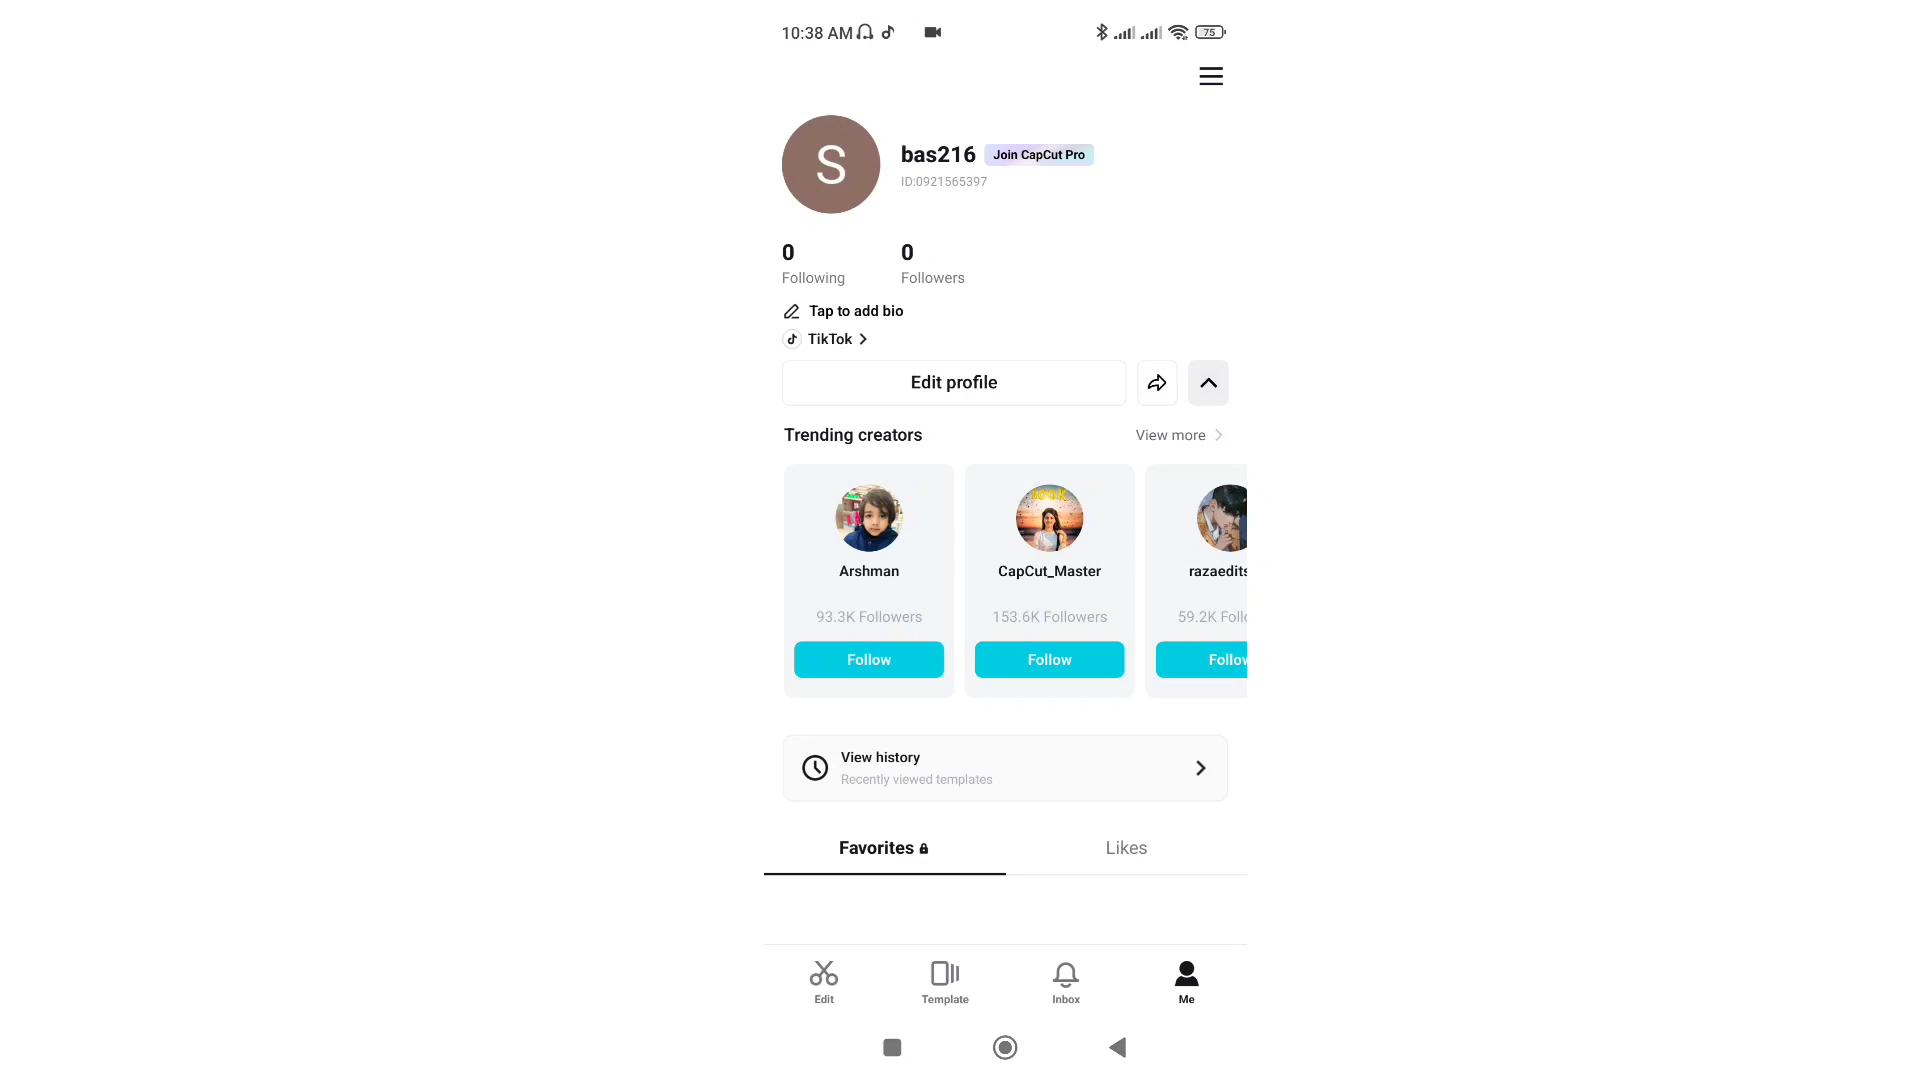 10:38 AM
75
S
bas216 Join CapCut Pro
ID:0921565397
0 0
Following Followers
Tap to add bio
TikTok
Edit profile
Trending creators View more
BOOK
Arshman CapCut_Master razaedits
93.3K Followers 153.6K Followers 59.2K Follo
Follow Follow Follow
View history
Recently viewed templates
Favorites Likes
Edit Template Inbox Me